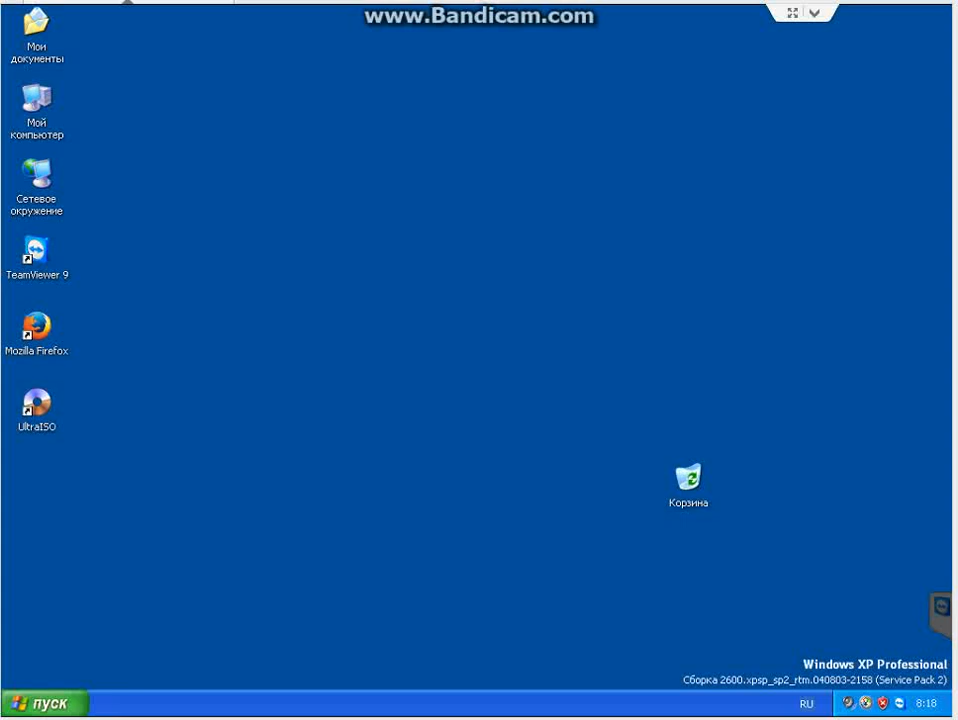 www.Bandicam.com
Мои
документы
Мой
компьютер
Сетевое
окружение
TeamViewer 9
Mozilla Firefox
UltraISO
Корзина
Windows XP Professional
Сборка 2600.xpsp_sp2_rtm.040803-2158 (Service Pack 2)
пуск
RU
8:18